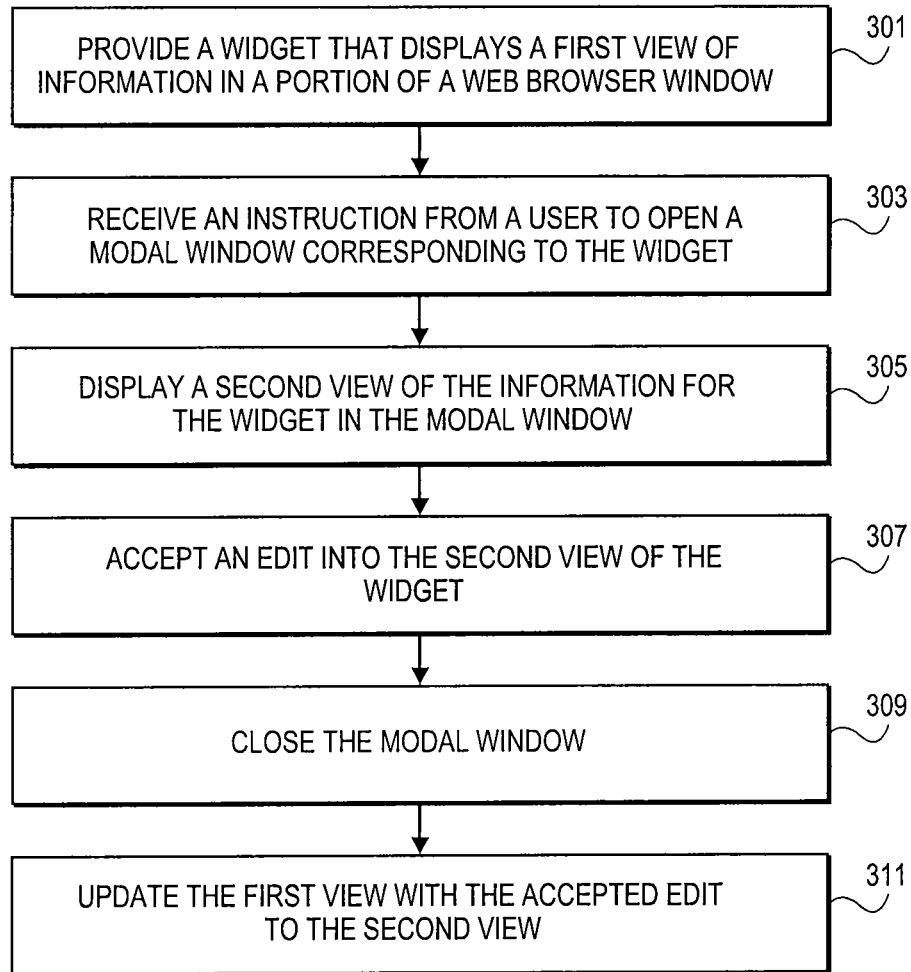 PROVIDE A WIDGET THAT DISPLAYS A FIRST VIEW OF
INFORMATION IN A PORTION OF A WEB BROWSER WINDOW
301
RECEIVE AN INSTRUCTION FROM A USER TO OPEN A
MODAL WINDOW CORRESPONDING TO THE WIDGET
303
DISPLAY A SECOND VIEW OF THE INFORMATION FOR
THE WIDGET IN THE MODAL WINDOW
305
ACCEPT AN EDIT INTO THE SECOND VIEW OF THE
WIDGET
307
CLOSE THE MODAL WINDOW
309
UPDATE THE FIRST VIEW WITH THE ACCEPTED EDIT
TO THE SECOND VIEW
311